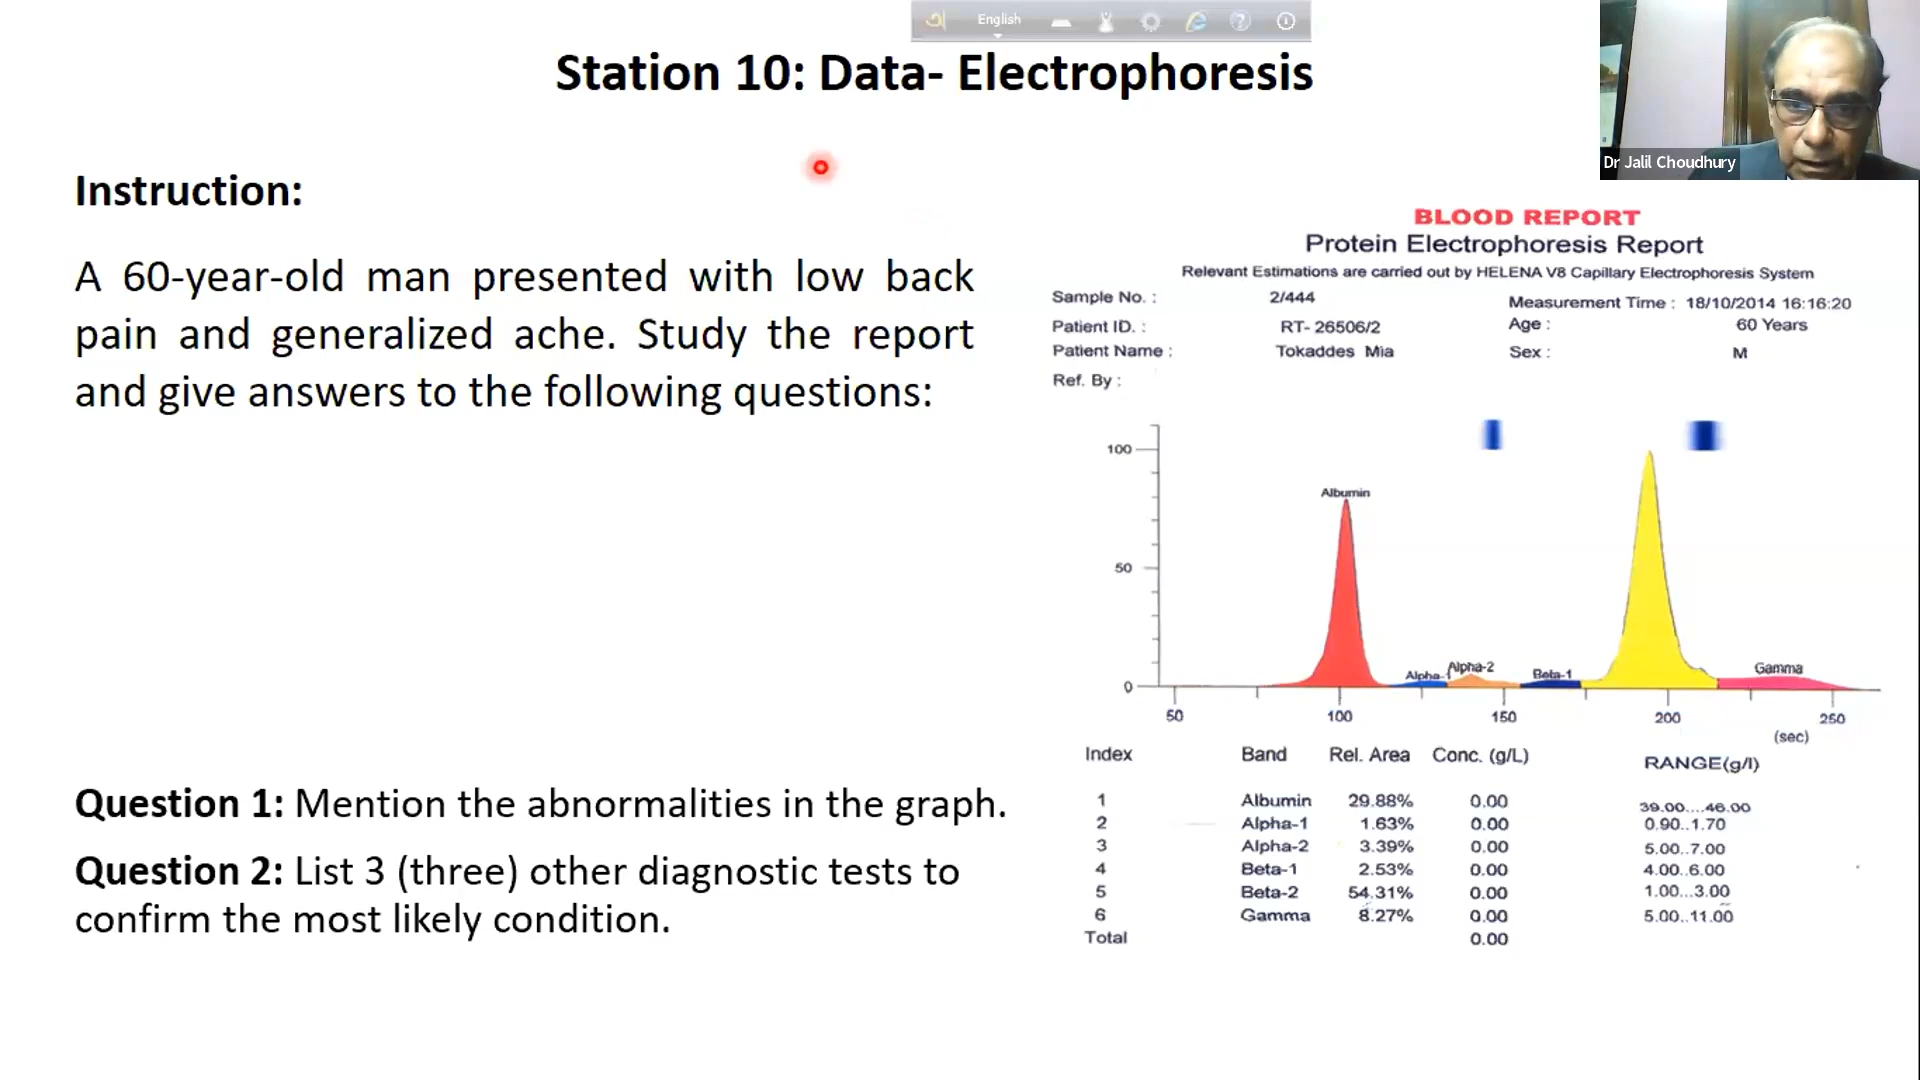 English
Station 10: Data- Electrophoresis
Dr Jalil Choudhury
Instruction:
A 60-year-old man presented with low back
pain and generalized ache. Study the report
and give answers to the following questions:
Question 1: Mention the abnormalities in the graph.
Question 2: List 3 (three) other diagnostic tests to
confirm the most likely condition.
BLOOD REPORT
Protein Electrophoresis Report
Relevant Estimations are carried out by HELENA V8 Capillary Electrophoresis System
Sample No. : 2/444 Measurement Time : 18/10/2014 16:16:20
Patient ID. : RT- 26506/2 Age : 60 Years
Patient Name : Tokaddes Mia Sex : M
Ref. By :
100
Albumin
50
Alpha-1 Alpha-2 Beta-1 Gamma
0
50 100 150 200 250
(sec)
Index Band Rel. Area Conc. (g/L) RANGE(g/l)
1 Albumin 29.88% 0.00 39.00....46.00
2 Alpha-1 1.63% 0.00 0.90..1.70
3 Alpha-2 3.39% 0.00 5.00..7.00
4 Beta-1 2.53% 0.00 4.00..6.00
5 Beta-2 54.31% 0.00 1.00...3.00
6 Gamma 8.27% 0.00 5.00..11.00
Total 0.00